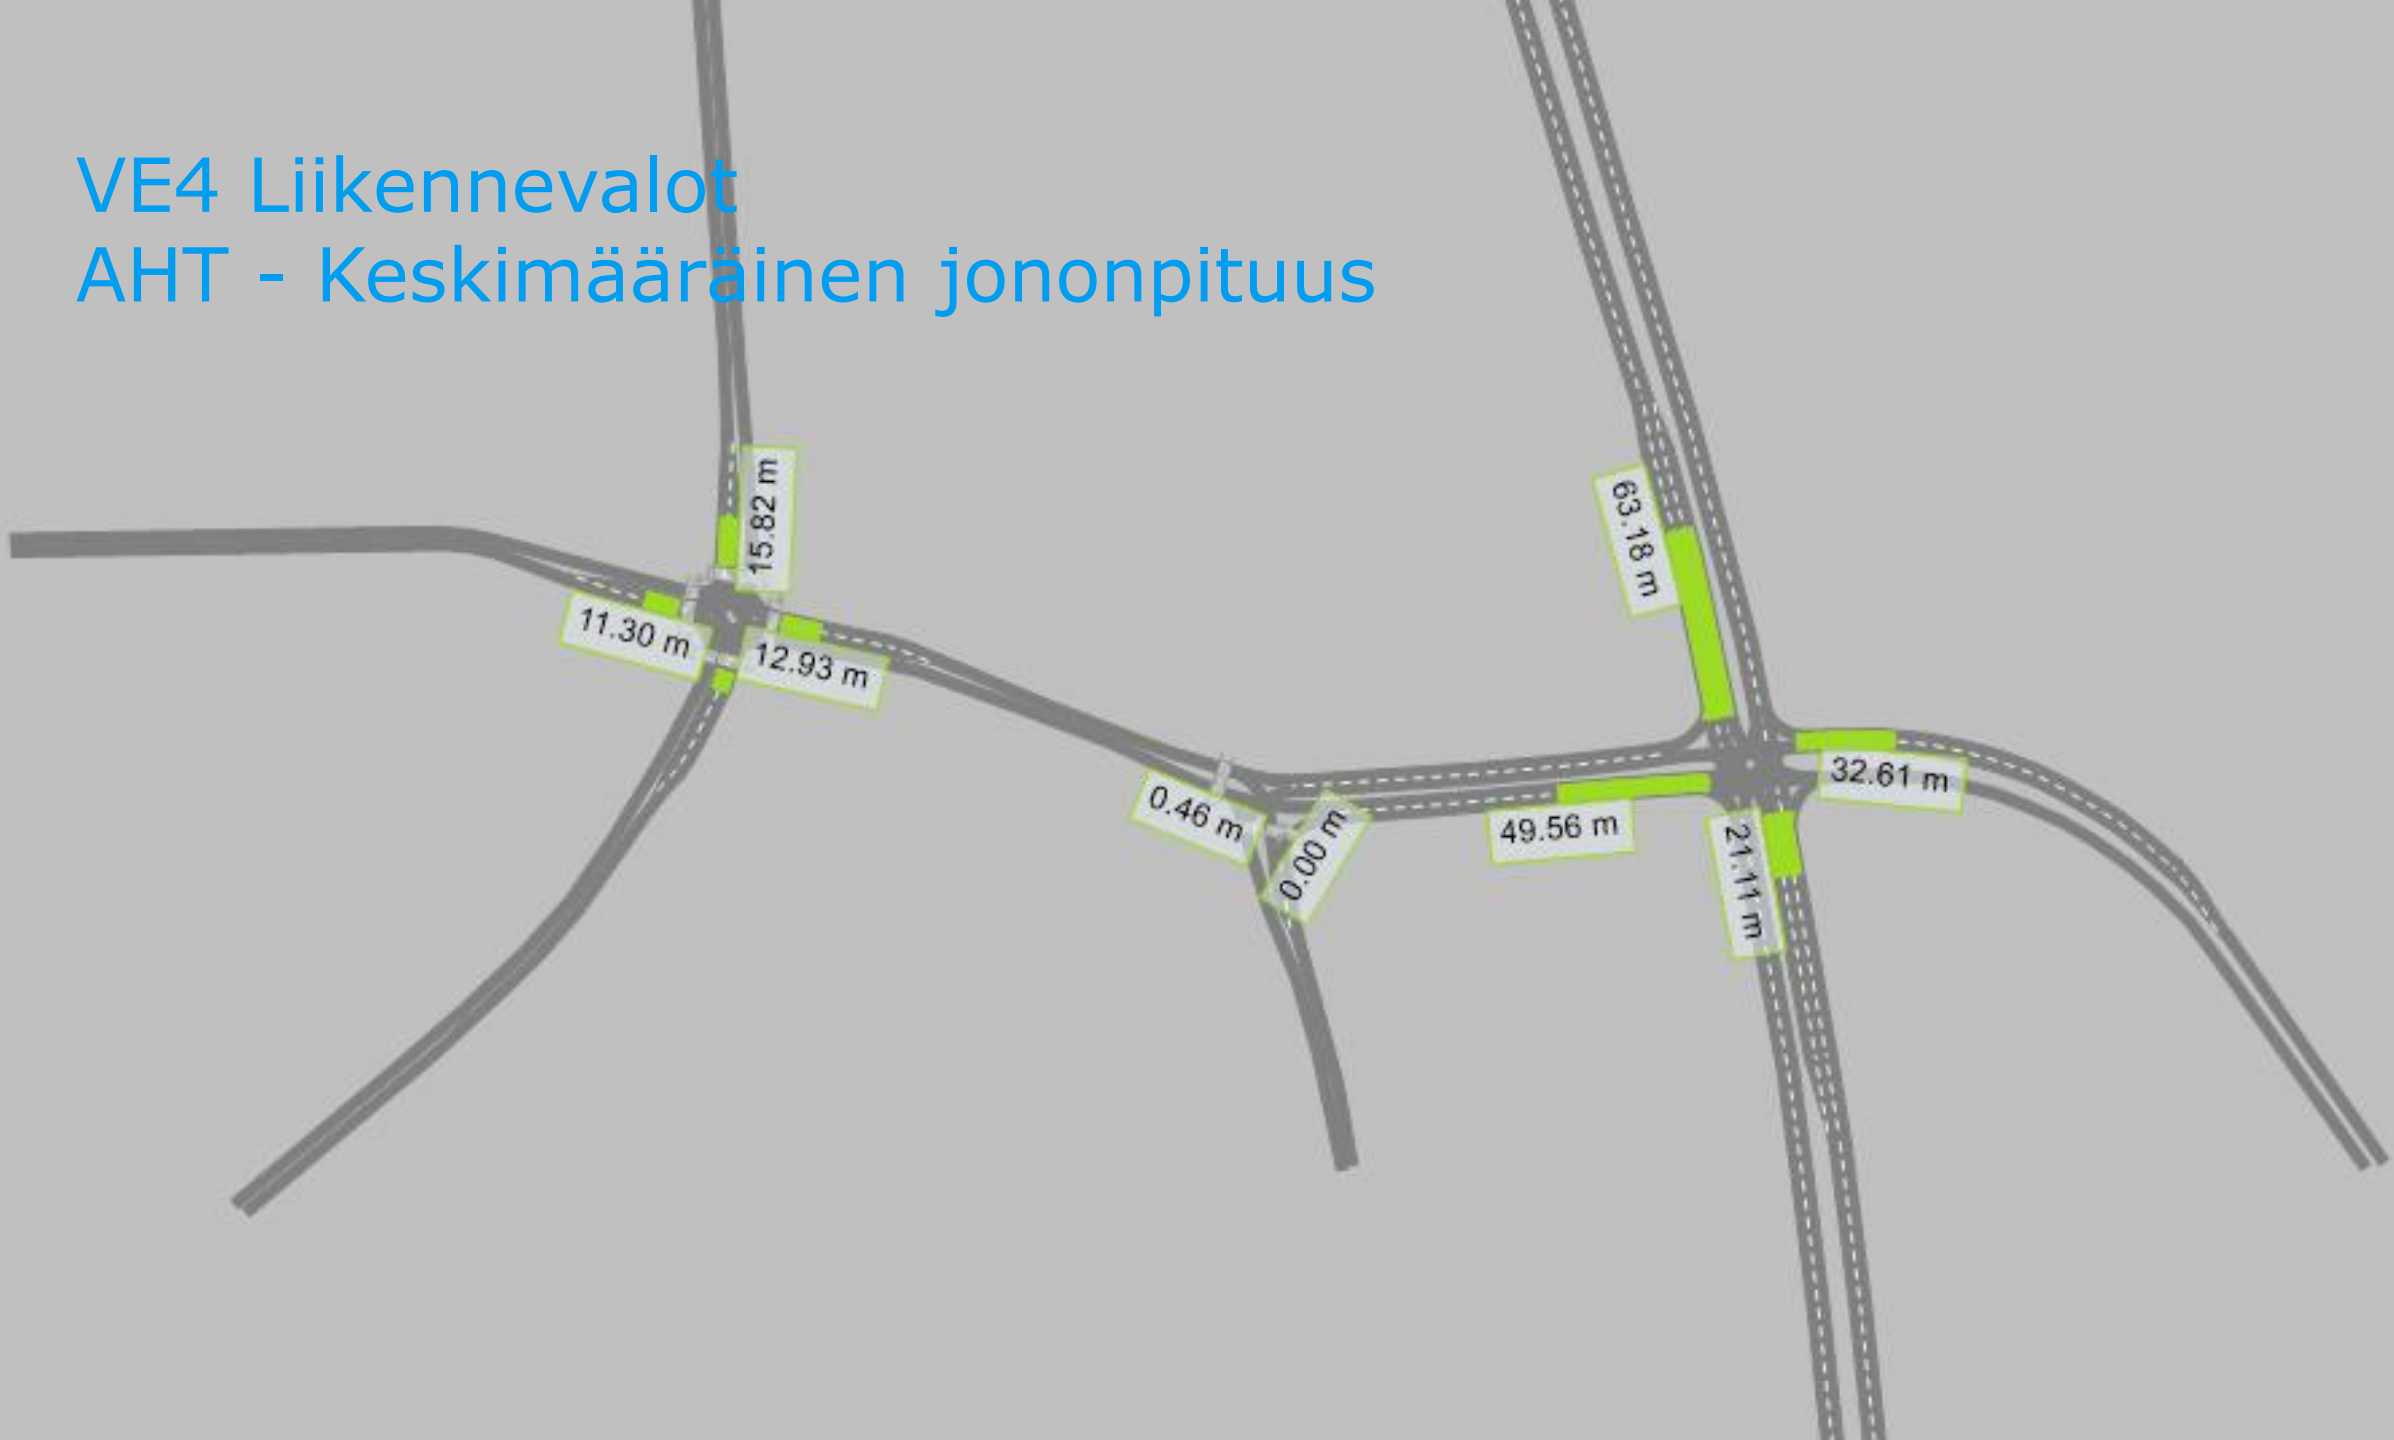 VE4 Liikennevalot
AHT - Keskimääräinen jononpituus
15.82 m
63.18 m
11.30 m
12.93 m
32.61 m
0.46 m
0.00 m
49.56 m
21.11 m